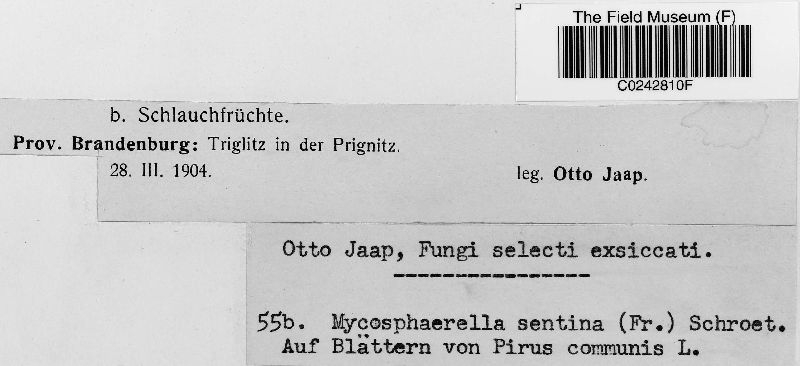 The Field Museum (F)
C0242810F
b. Schlauchfrüchte.
Prov. Brandenburg: Triglitz in der Prignitz.
28. III. 1904. leg. Otto Jaap.
Otto Jaap, Fungi selecti exsiccati.
55b. Mycosphaerella sentina (Fr.) Schroet.
Auf Blättern von Pirus communis L.